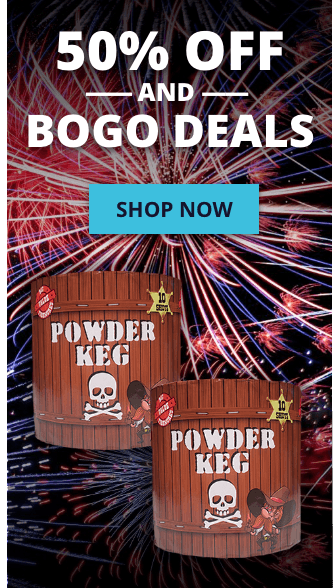 50% OFF
AND
BOGO DEALS
SHOP NOW
10
SHOTS
POWDER
KEG
10
SHOTS
POWDER
KEG